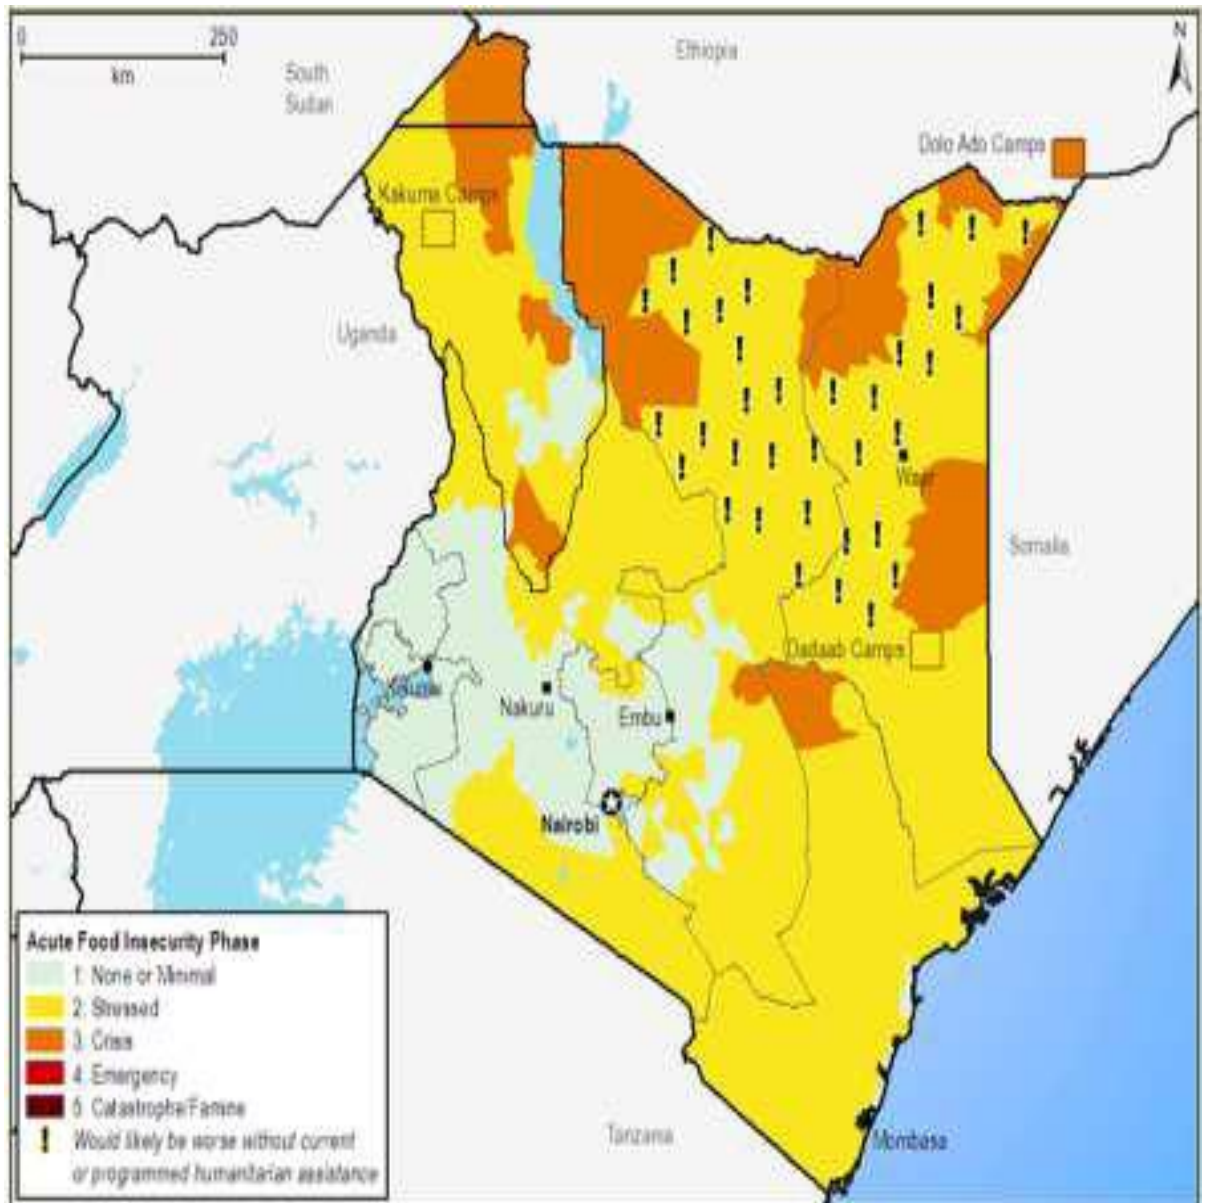 0 250
km
N
South
Sudan
Ethiopia
Dolo Ado Camps
Kakuma Camps
Uganda
Wajir
Somalia
Dadaab Camps
Kisumu
Nakuru
Embu
Nairobi
Tanzania
Mombasa
Acute Food Insecurity Phase
1: None or Minimal
2: Stressed
3: Crisis
4: Emergency
5: Catastrophe/Famine
! Would likely be worse without current
or programmed humanitarian assistance